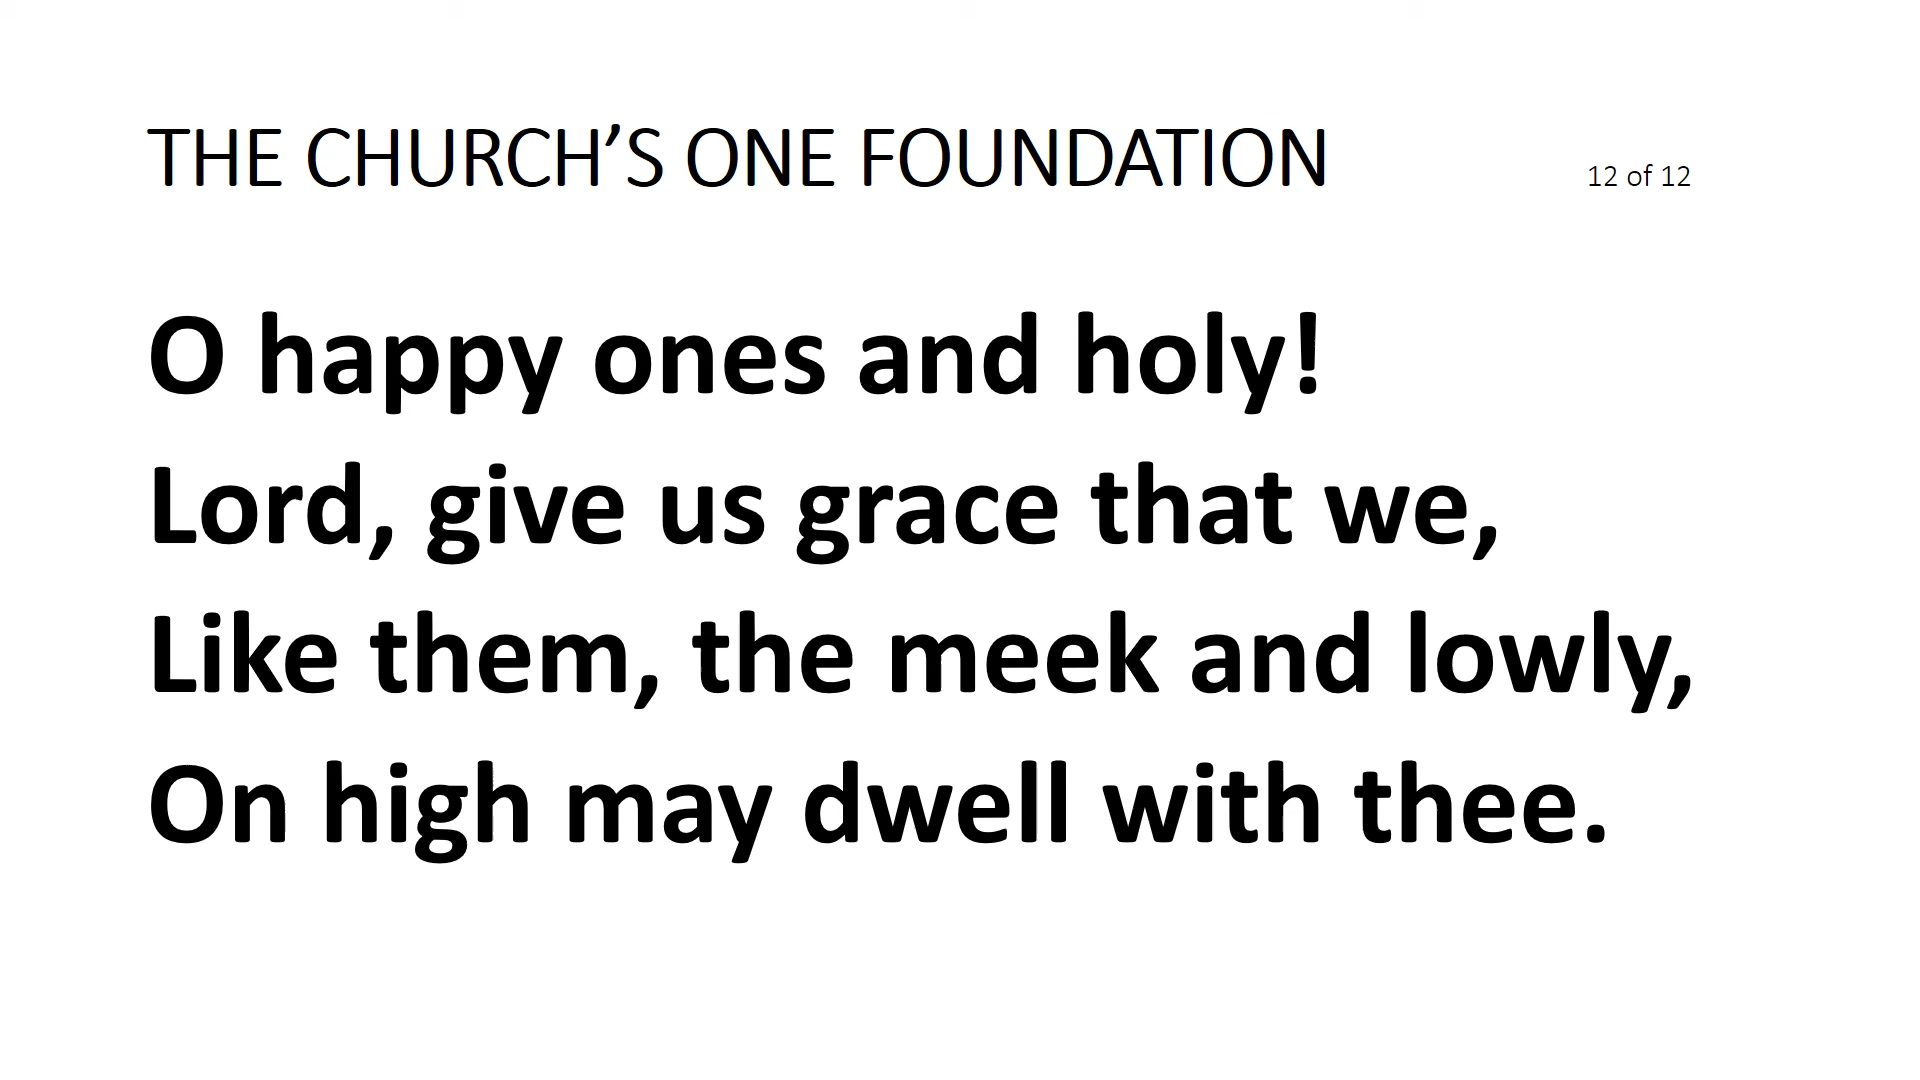 THE CHURCH’S ONE FOUNDATION 12 of 12
O happy ones and holy!
Lord, give us grace that we,
Like them, the meek and lowly,
On high may dwell with thee.